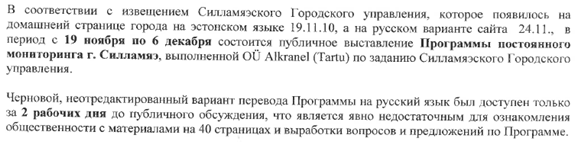 В соответствии с извещением Силламяэского Городского управления, которое появилось на
домашнеий странице города на эстонском языке 19.11.10, а на русском варианте сайта 24.11., в
период с 19 ноября по 6 декабря состоится публичное выставление Программы постоянного
мониторинга г. Силламяэ, выполненной OÜ Alkranel (Tartu) по заданию Силламяэского Городского
управления.
Черновой, неотредактированный вариант перевода Программы на русский язык был доступен только
за 2 рабочих дня до публичного обсуждения, что является явно недостаточным для ознакомления
общественности с материалами на 40 страницах и выработки вопросов и предложений по Программе.